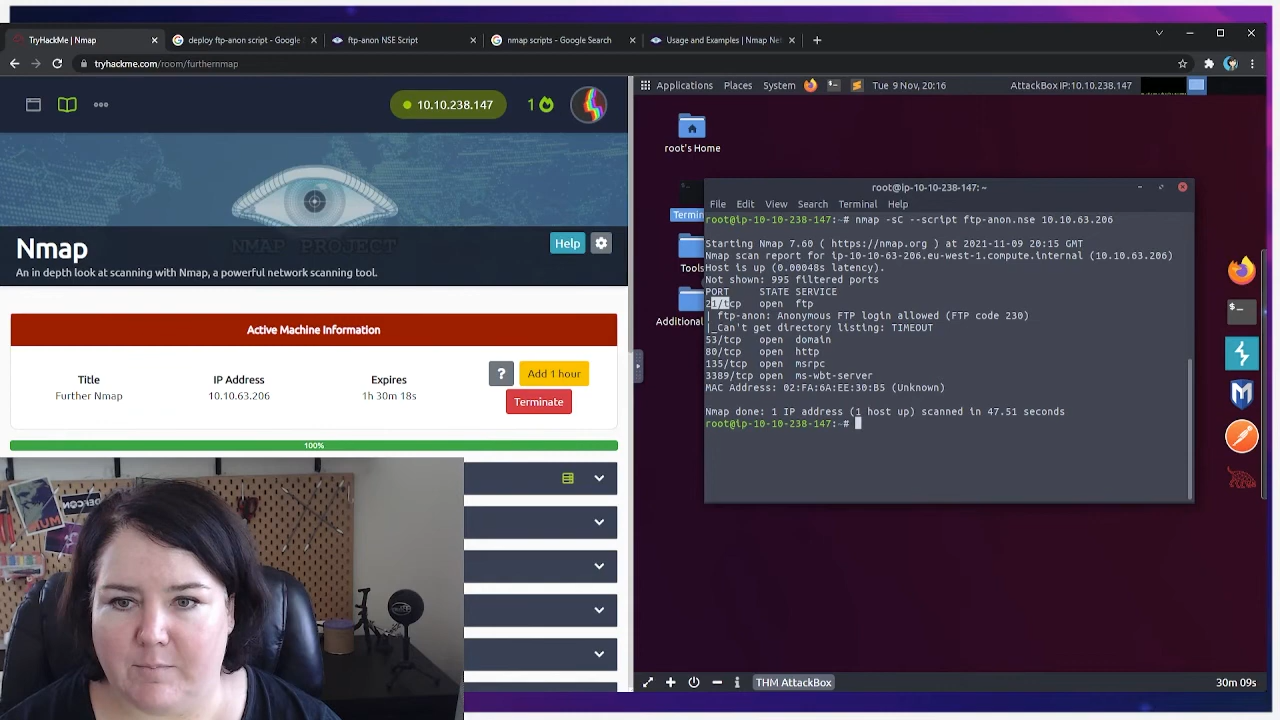 TryHackMe | Nmap
deploy ftp-anon script - Google
ftp-anon NSE Script
nmap scripts - Google Search
Usage and Examples | Nmap Ne
tryhackme.com/room/furthernmap
10.10.238.147
1
Applications Places System
Tue 9 Nov, 20:16
AttackBox IP:10.10.238.147
root's Home
NMAP PROJECT
Nmap
Help
An in depth look at scanning with Nmap, a powerful network scanning tool.
Active Machine Information
Title
IP Address
Expires
? Add 1 hour
Further Nmap
10.10.63.206
1h 30m 18s
Terminate
100%
Termin
Tools
Additional
root@ip-10-10-238-147: ~
File Edit View Search Terminal Help
root@ip-10-10-238-147:~# nmap -sC --script ftp-anon.nse 10.10.63.206
Starting Nmap 7.60 ( https://nmap.org ) at 2021-11-09 20:15 GMT
Nmap scan report for ip-10-10-63-206.eu-west-1.compute.internal (10.10.63.206)
Host is up (0.00048s latency).
Not shown: 995 filtered ports
PORT STATE SERVICE
21/tcp open ftp
| ftp-anon: Anonymous FTP login allowed (FTP code 230)
|_Can't get directory listing: TIMEOUT
53/tcp open domain
80/tcp open http
135/tcp open msrpc
3389/tcp open ms-wbt-server
MAC Address: 02:FA:6A:EE:30:B5 (Unknown)
Nmap done: 1 IP address (1 host up) scanned in 47.51 seconds
root@ip-10-10-238-147:~#
THM AttackBox
30m 09s